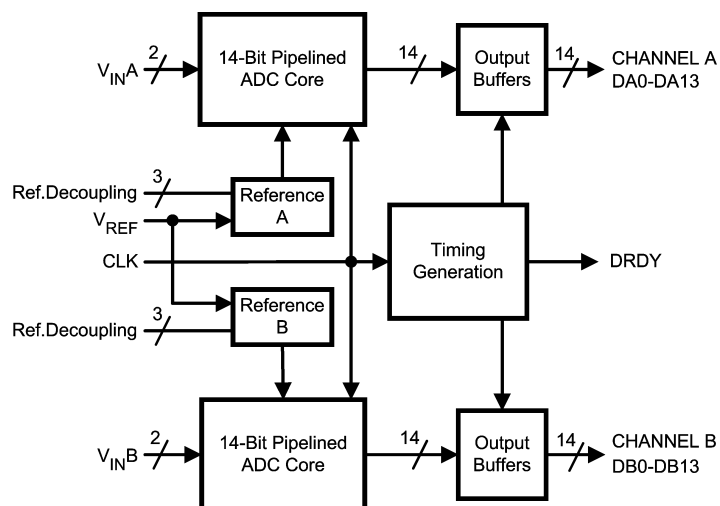 2
V_IN A
14-Bit Pipelined
ADC Core
14
Output
Buffers
14
CHANNEL A
DA0-DA13
3
Ref.Decoupling
V_REF
Reference
A
CLK
Timing
Generation
DRDY
Reference
B
3
Ref.Decoupling
2
V_IN B
14-Bit Pipelined
ADC Core
14
Output
Buffers
14
CHANNEL B
DB0-DB13